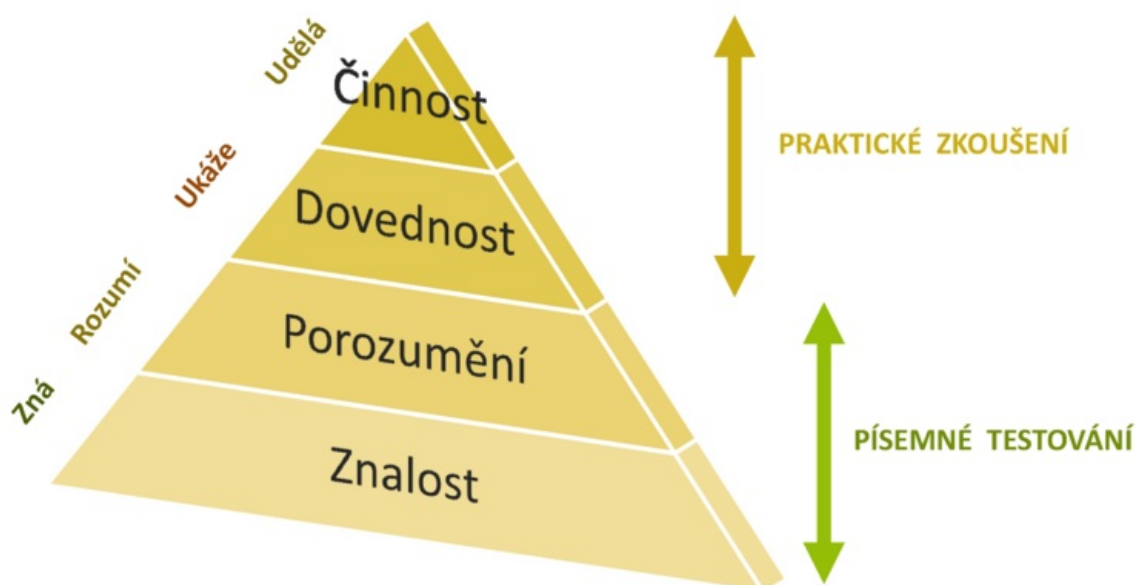 Udělá
Činnost
PRAKTICKÉ ZKOUŠENÍ
Ukáže
Dovednost
Rozumí
Porozumění
Zná
PÍSEMNÉ TESTOVÁNÍ
Znalost